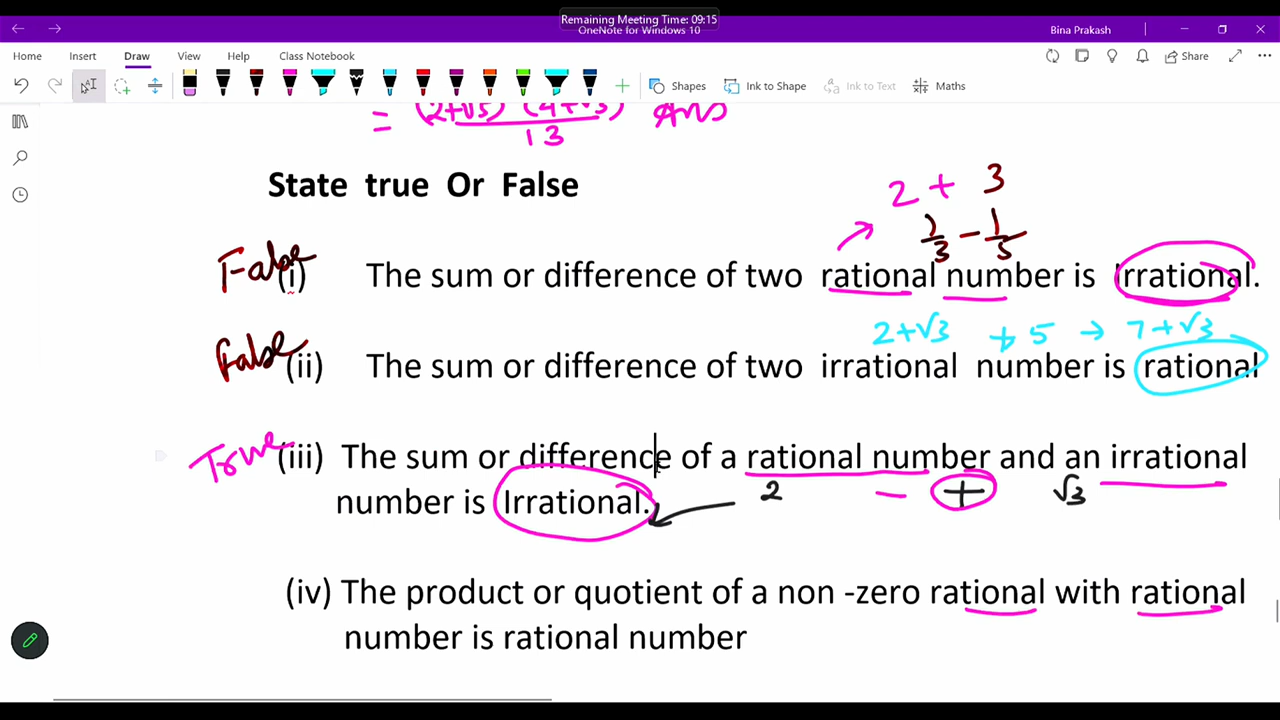 Remaining Meeting Time: 09:15
OneNote for Windows 10
Bina Prakash
Home Insert Draw View Help Class Notebook
Share
Shapes Ink to Shape Ink to Text Maths
= (2+√5) (4+√3) Ans
13
State true Or False
2 + 3
1/3 - 1/5
False (i) The sum or difference of two rational number is Irrational.
2+√3 + 5 → 7+√3
False (ii) The sum or difference of two irrational number is rational
True (iii) The sum or difference of a rational number and an irrational
number is Irrational. 2 - + √3
(iv) The product or quotient of a non -zero rational with rational
number is rational number